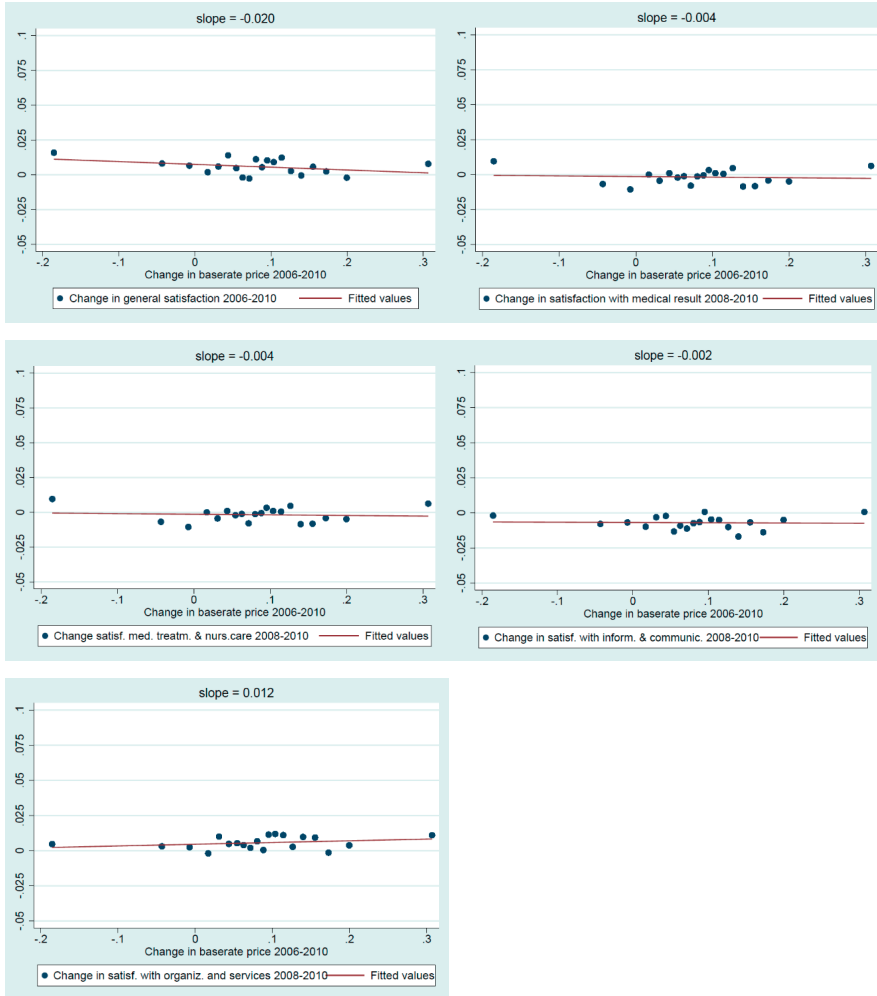 slope = -0.020
.1
.075
.05
.025
0
-.025
-.05
-.2 -.1 0 .1 .2 .3
Change in baserate price 2006-2010
Change in general satisfaction 2006-2010 Fitted values
slope = -0.004
.1
.075
.05
.025
0
-.025
-.05
-.2 -.1 0 .1 .2 .3
Change in baserate price 2006-2010
Change in satisfaction with medical result 2008-2010 Fitted values
slope = -0.004
.1
.075
.05
.025
0
-.025
-.05
-.2 -.1 0 .1 .2 .3
Change in baserate price 2006-2010
Change satisf. med. treatm. & nurs.care 2008-2010 Fitted values
slope = -0.002
.1
.075
.05
.025
0
-.025
-.05
-.2 -.1 0 .1 .2 .3
Change in baserate price 2006-2010
Change in satisf. with inform. & communic. 2008-2010 Fitted values
slope = 0.012
.1
.075
.05
.025
0
-.025
-.05
-.2 -.1 0 .1 .2 .3
Change in baserate price 2006-2010
Change in satisf. with organiz. and services 2008-2010 Fitted values